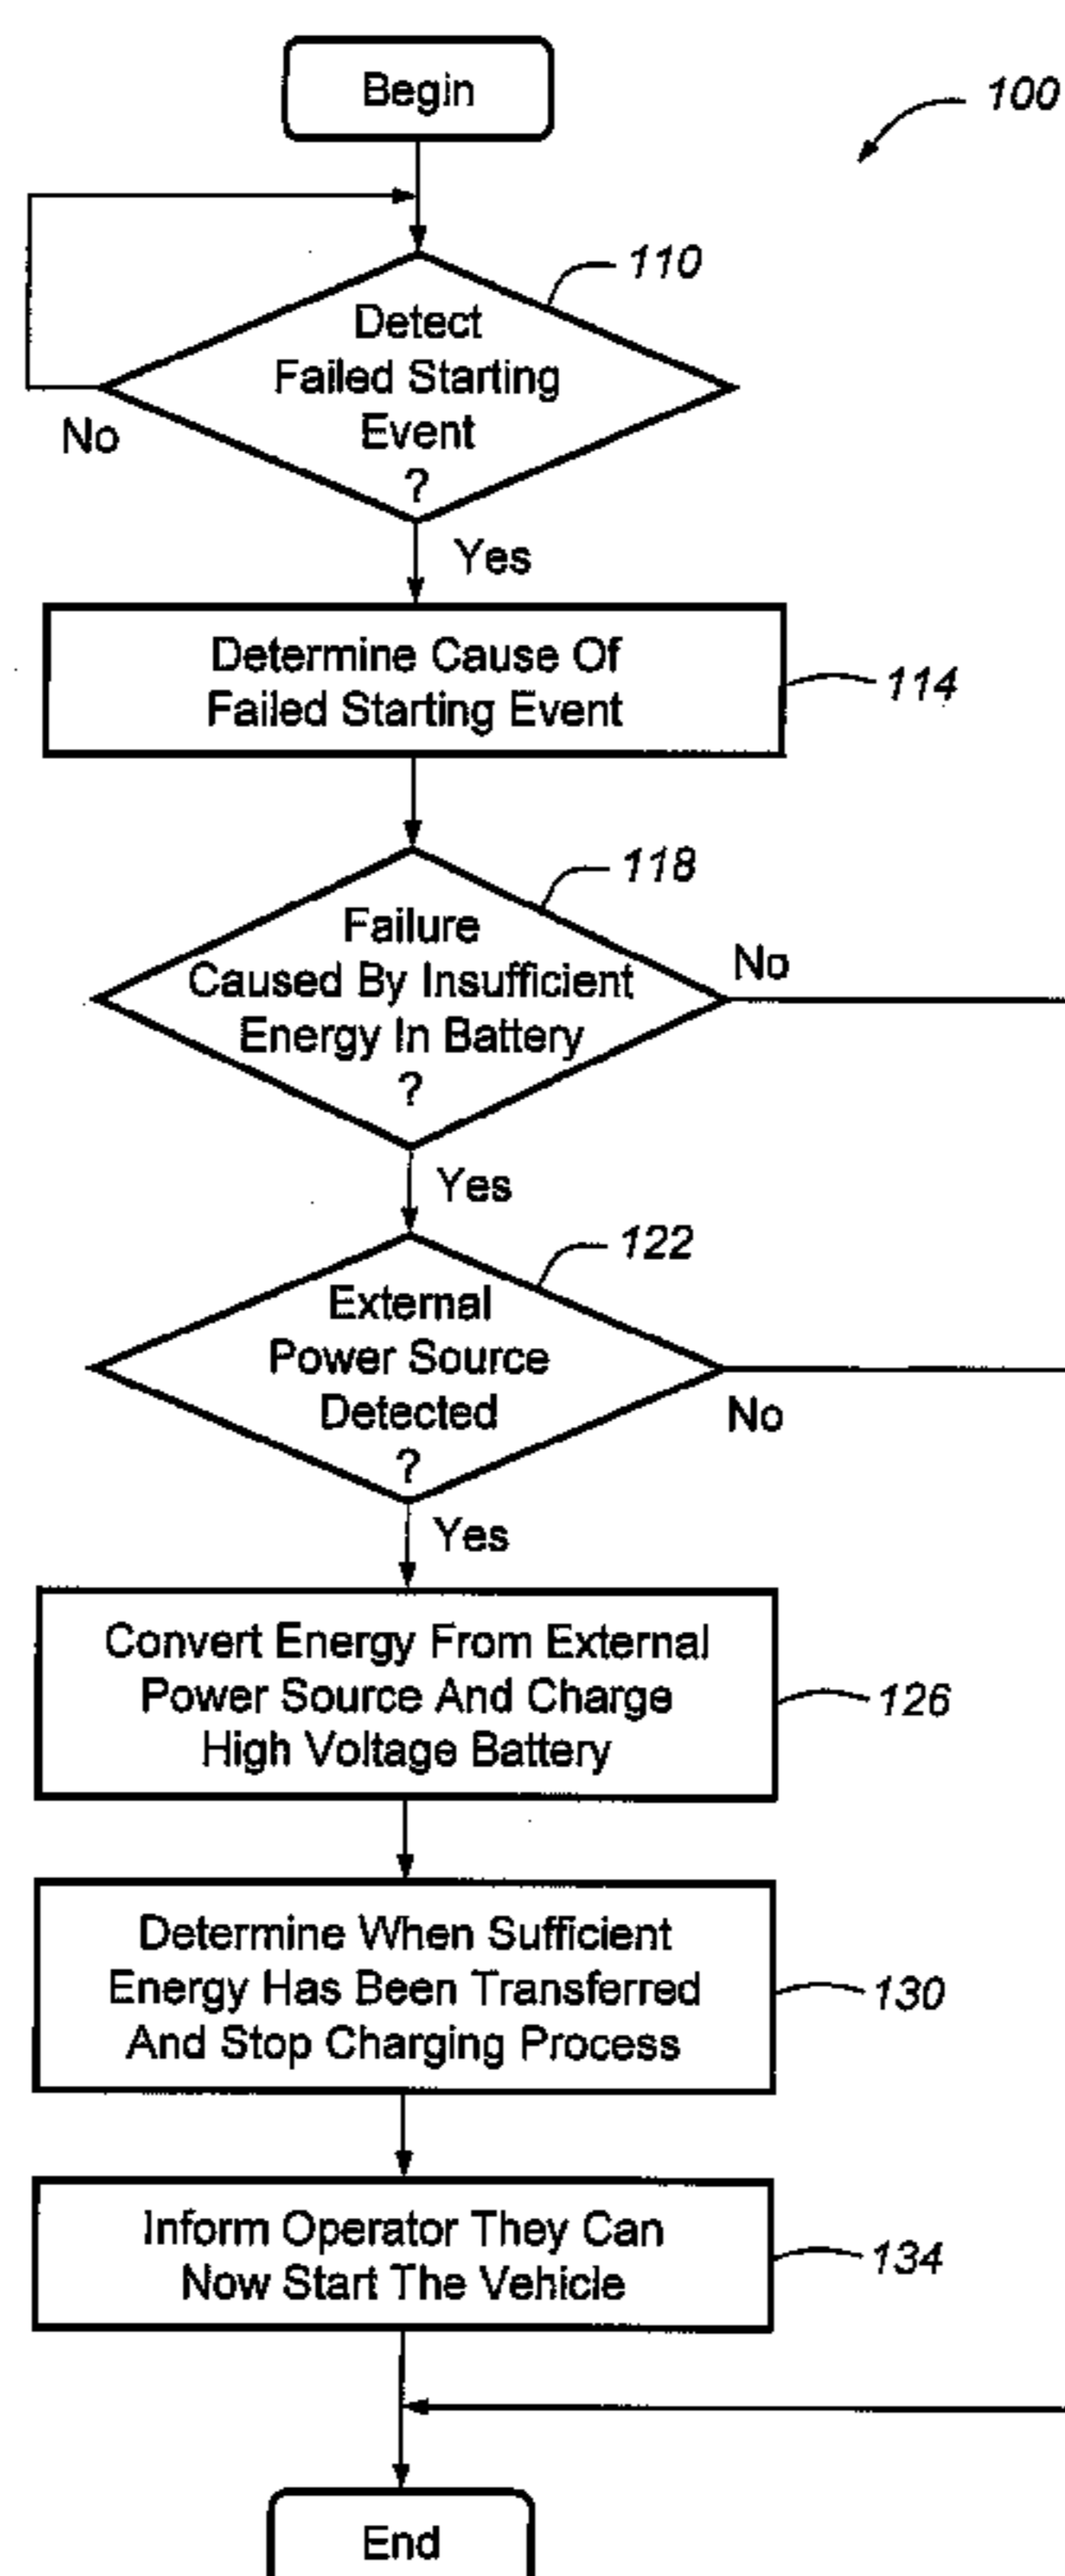 Begin
100
110
Detect
Failed Starting
Event
?
No
Yes
Determine Cause Of
Failed Starting Event
114
118
Failure
Caused By Insufficient
Energy In Battery
?
No
Yes
122
External
Power Source
Detected
?
No
Yes
Convert Energy From External
Power Source And Charge
High Voltage Battery
126
Determine When Sufficient
Energy Has Been Transferred
And Stop Charging Process
130
Inform Operator They Can
Now Start The Vehicle
134
End